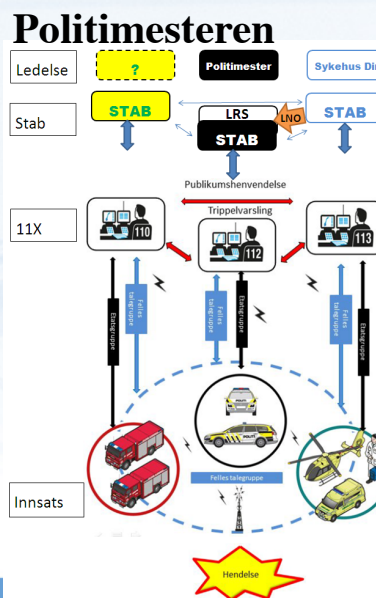 Politimesteren
Ledelse
?
Politimester
Sykehus Di
Stab
STAB
LRS
STAB
LNO
STAB
Publikumshenvendelse
Trippelvarsling
11X
110
112
113
Etatsgruppe
Felles
talegruppe
Felles
talegruppe
Etatsgruppe
Felles
talegruppe
Etatsgruppe
POLITI
Felles talegruppe
Innsats
Hendelse